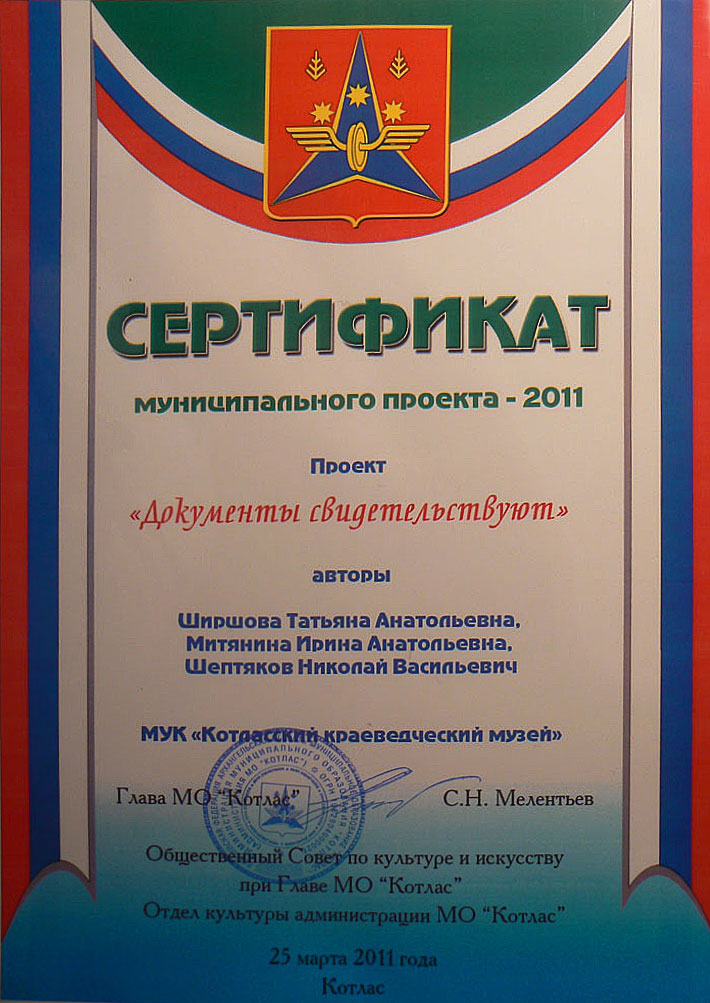 СЕРТИФИКАТ
муниципального проекта - 2011
Проект
«Документы свидетельствуют»
авторы
Ширшова Татьяна Анатольевна,
Митянина Ирина Анатольевна,
Шептяков Николай Васильевич
МУК «Котласский краеведческий музей»
Глава МО "Котлас"
С.Н. Мелентьев
Общественный Совет по культуре и искусству
при Главе МО "Котлас"
Отдел культуры администрации МО "Котлас"
25 марта 2011 года
Котлас